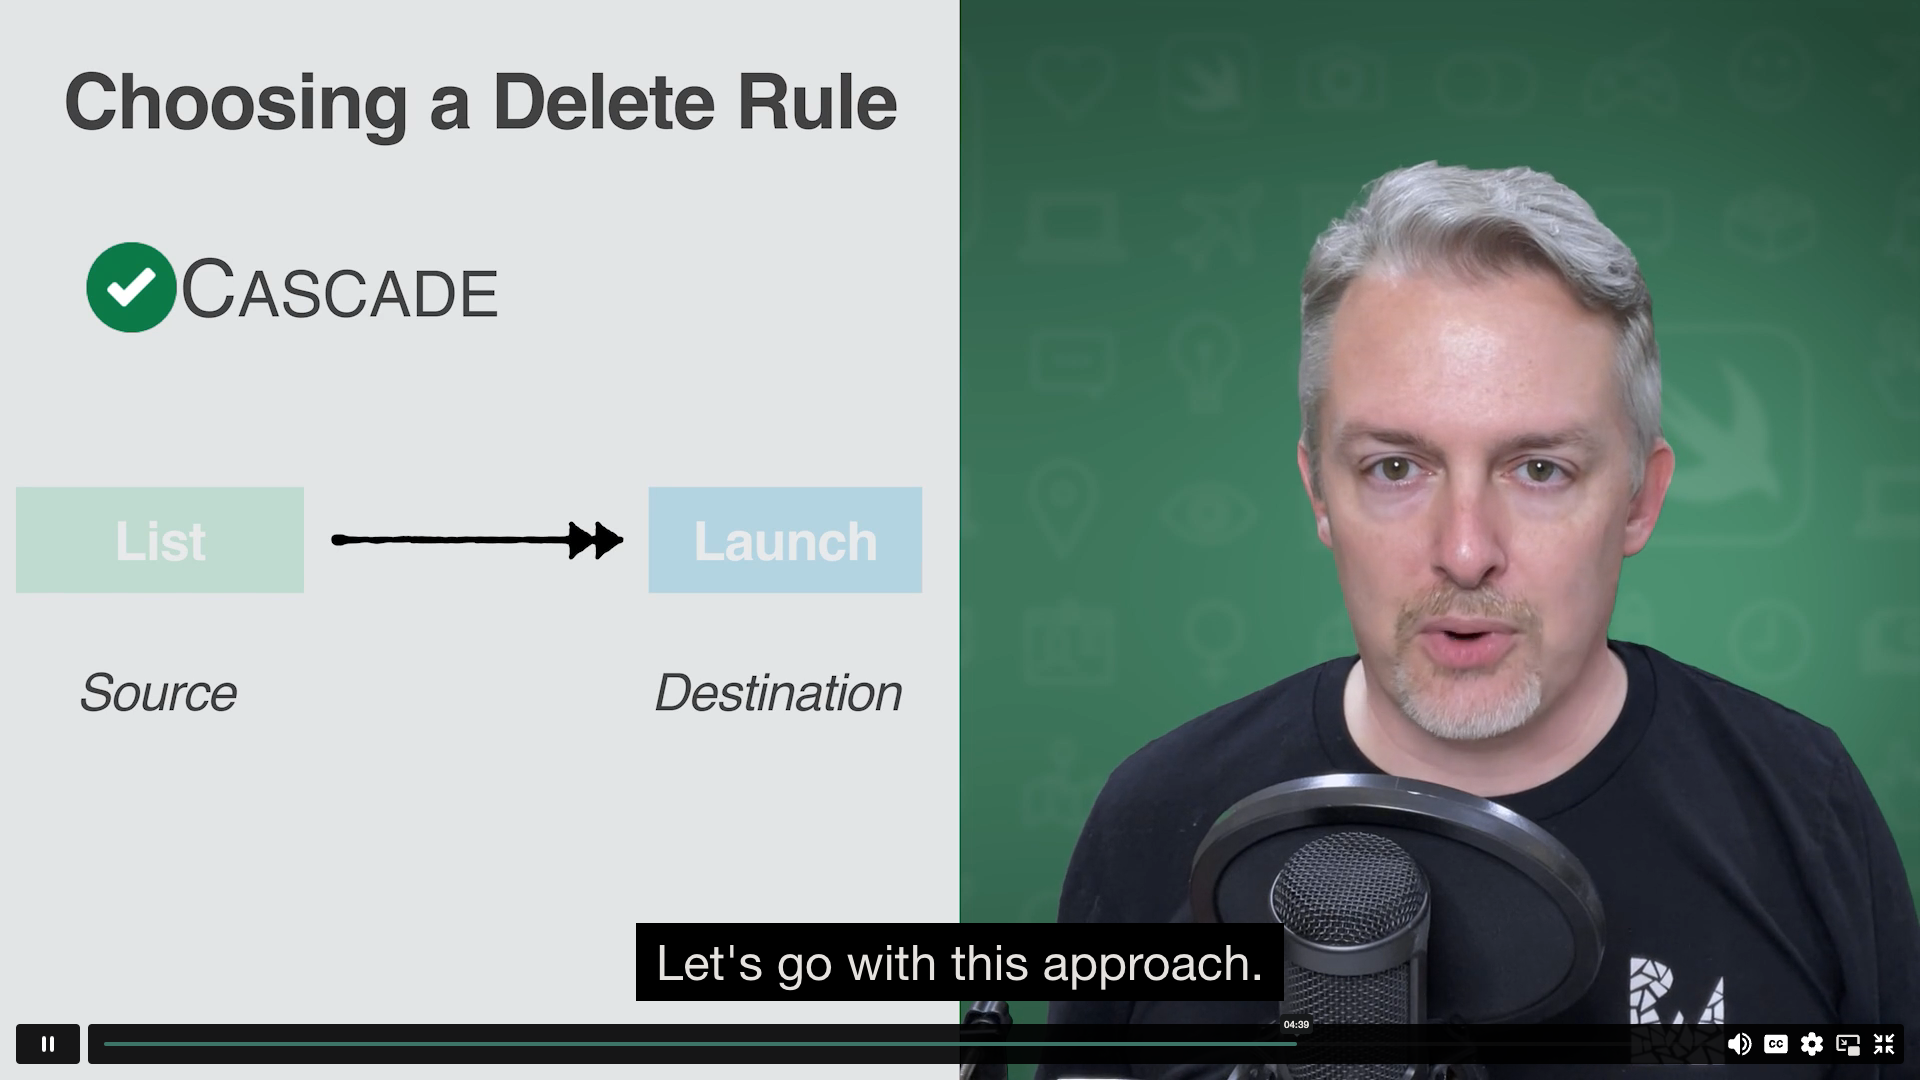 Choosing a Delete Rule
CASCADE
List
Launch
Source
Destination
Let's go with this approach.
04:39
CC